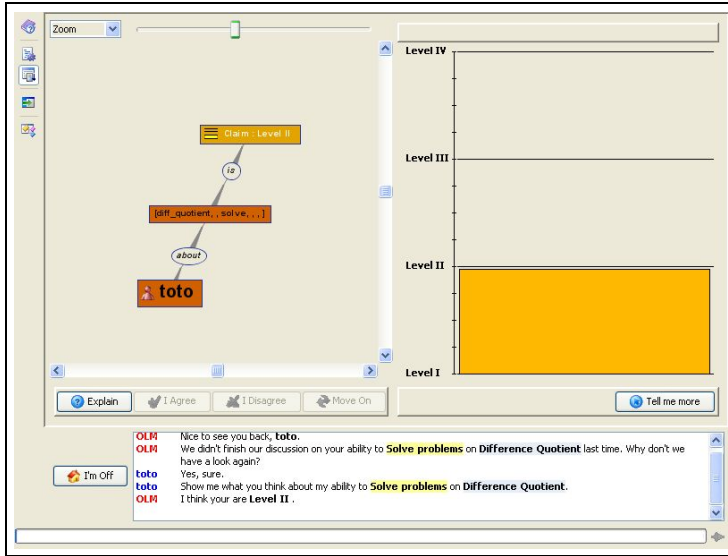 Zoom
Claim : Level II
is
[diff_quotient, , solve, , , ]
about
toto
Explain
I Agree
I Disagree
Move On
Level IV
Level III
Level II
Level I
Tell me more
I'm Off
OLM Nice to see you back, toto.
OLM We didn't finish our discussion on your ability to Solve problems on Difference Quotient last time. Why don't we
have a look again?
toto Yes, sure.
toto Show me what you think about my ability to Solve problems on Difference Quotient.
OLM I think your are Level II .